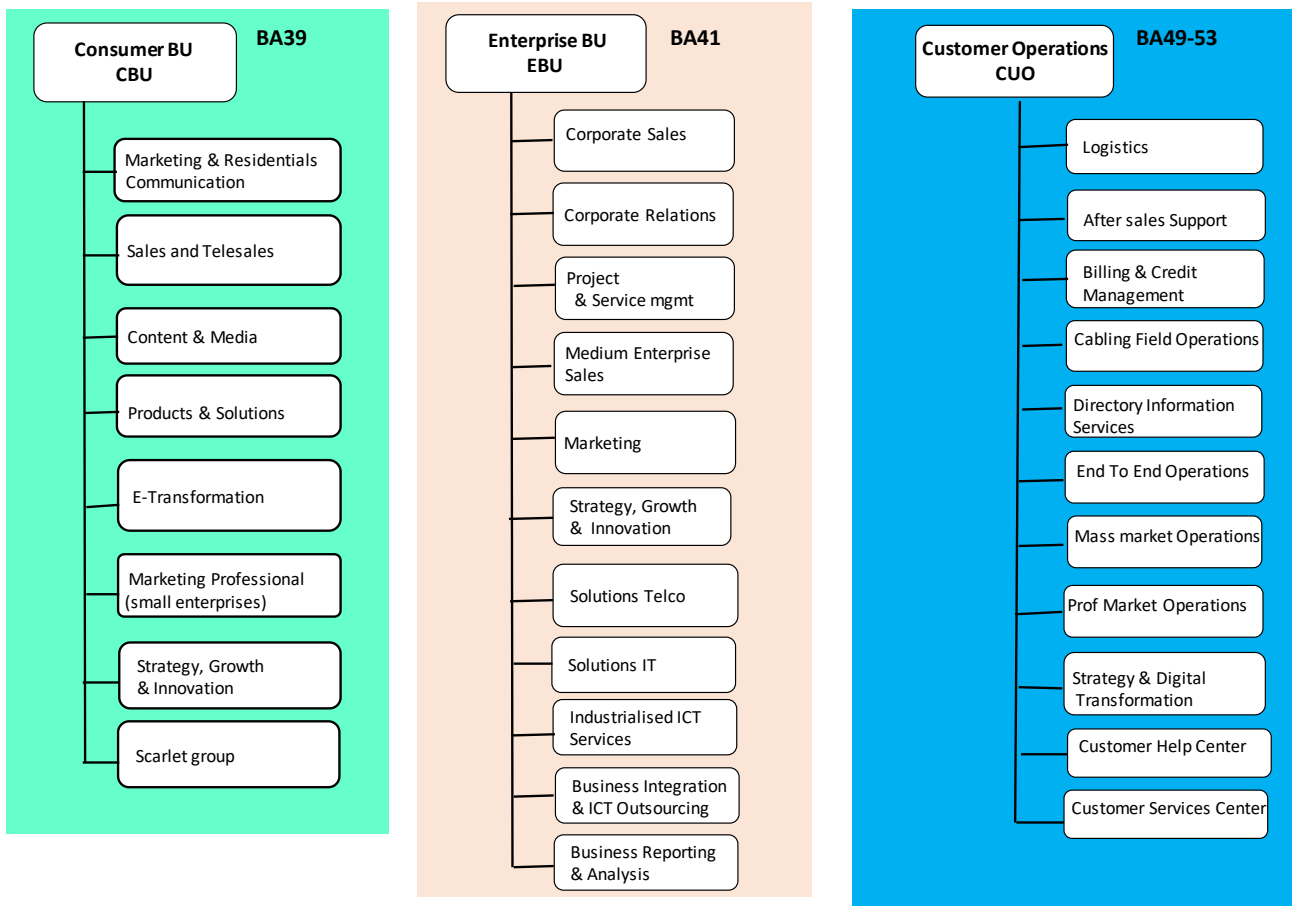 Consumer BU
CBU
BA39
Marketing & Residentials
Communication
Sales and Telesales
Content & Media
Products & Solutions
E-Transformation
Marketing Professional
(small enterprises)
Strategy, Growth
& Innovation
Scarlet group
Enterprise BU
EBU
BA41
Corporate Sales
Corporate Relations
Project
& Service mgmt
Medium Enterprise
Sales
Marketing
Strategy, Growth
& Innovation
Solutions Telco
Solutions IT
Industrialised ICT
Services
Business Integration
& ICT Outsourcing
Business Reporting
& Analysis
Customer Operations
CUO
BA49-53
Logistics
After sales Support
Billing & Credit
Management
Cabling Field Operations
Directory Information
Services
End To End Operations
Mass market Operations
Prof Market Operations
Strategy & Digital
Transformation
Customer Help Center
Customer Services Center